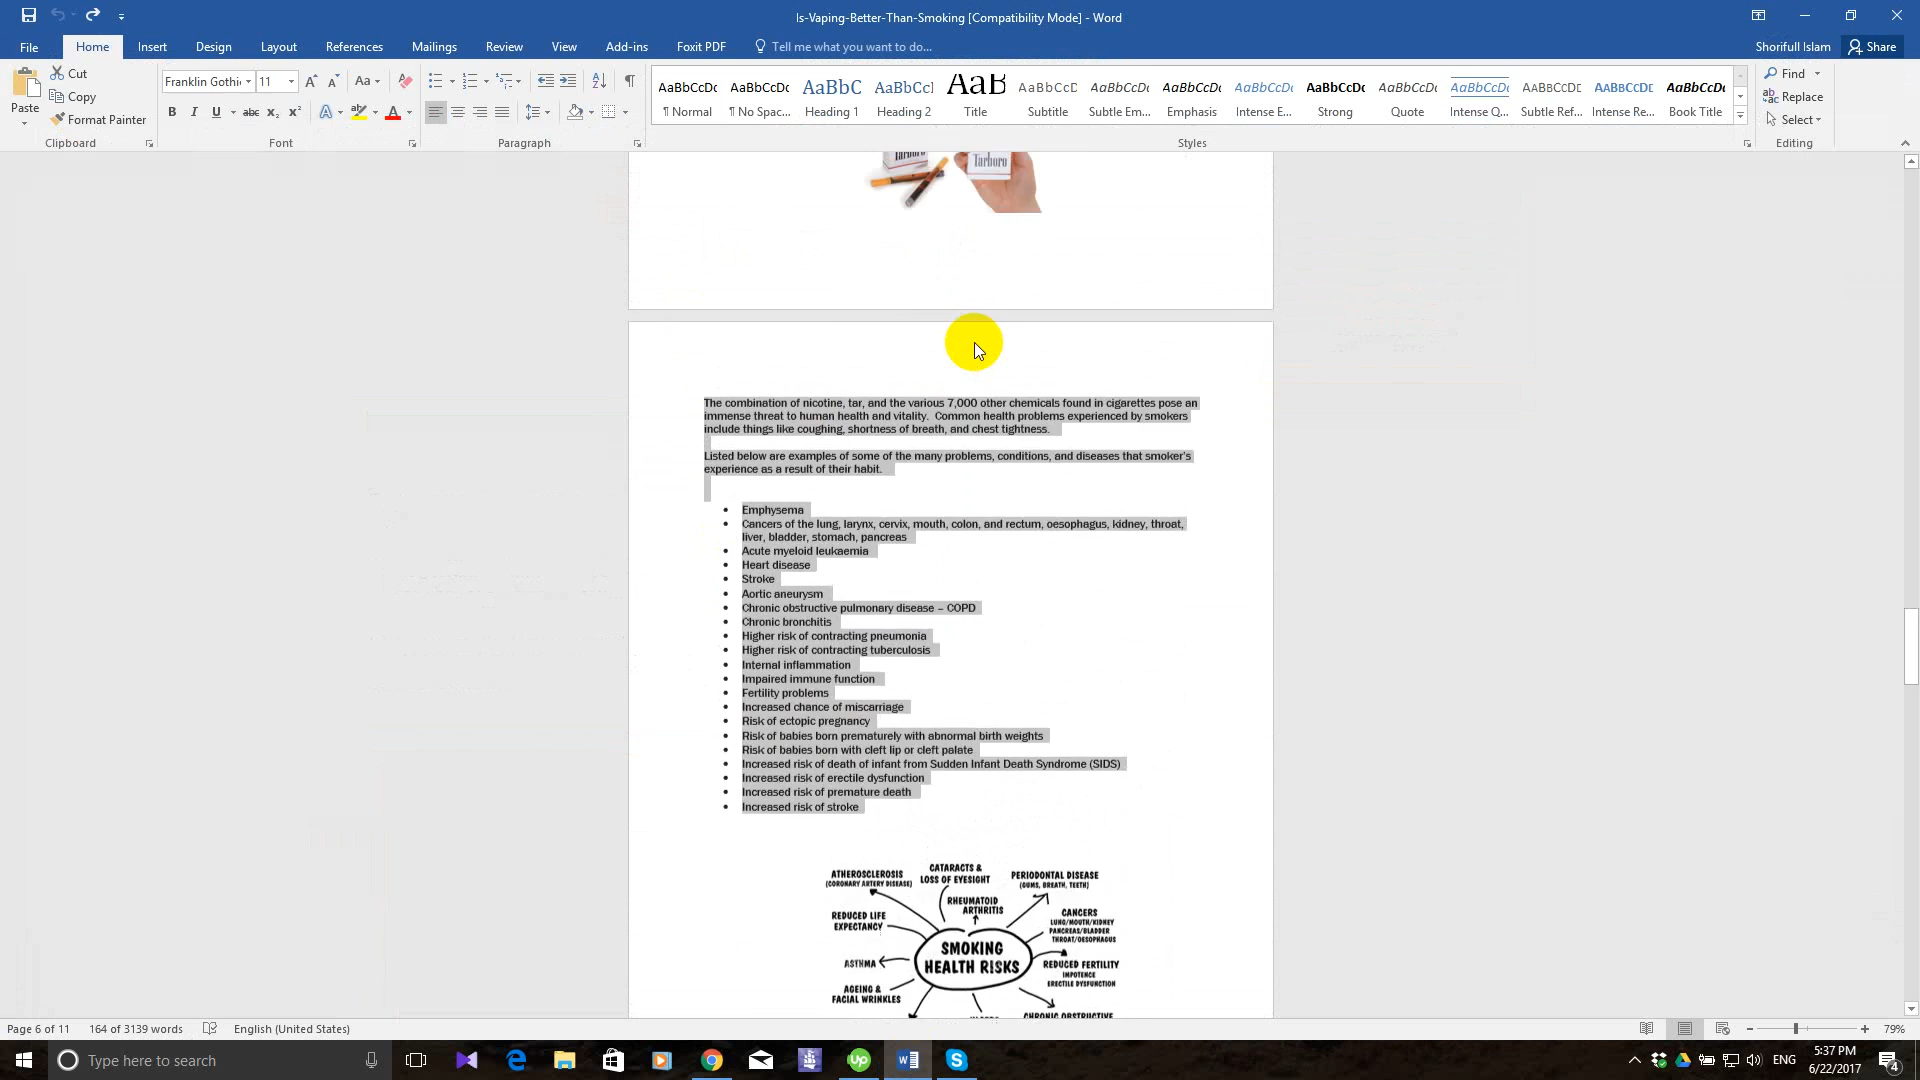 Is-Vaping-Better-Than-Smoking [Compatibility Mode] - Word
File Home Insert Design Layout References Mailings Review View Add-ins Foxit PDF Tell me what you want to do... Shorifull Islam Share
Paste
Cut
Copy
Format Painter
Clipboard
Franklin Gothic 11
Font
Paragraph
AaBbCcDc AaBbCcDc AaBbC AaBbCcI AaB AaBbCcD AaBbCcDc AaBbCcDc AaBbCcDc AaBbCcDc AaBbCcDc AaBbCcDc AABBCCDE AABBCCDE AaBbCcDc
¶ Normal ¶ No Spac... Heading 1 Heading 2 Title Subtitle Subtle Em... Emphasis Intense E... Strong Quote Intense Q... Subtle Ref... Intense Re... Book Title
Styles
Find
Replace
Select
Editing
Tarboro
The combination of nicotine, tar, and the various 7,000 other chemicals found in cigarettes pose an
immense threat to human health and vitality.  Common health problems experienced by smokers
include things like coughing, shortness of breath, and chest tightness.
Listed below are examples of some of the many problems, conditions, and diseases that smoker's
experience as a result of their habit.
• Emphysema
• Cancers of the lung, larynx, cervix, mouth, colon, and rectum, oesophagus, kidney, throat,
liver, bladder, stomach, pancreas
• Acute myeloid leukaemia
• Heart disease
• Stroke
• Aortic aneurysm
• Chronic obstructive pulmonary disease – COPD
• Chronic bronchitis
• Higher risk of contracting pneumonia
• Higher risk of contracting tuberculosis
• Internal inflammation
• Impaired immune function
• Fertility problems
• Increased chance of miscarriage
• Risk of ectopic pregnancy
• Risk of babies born prematurely with abnormal birth weights
• Risk of babies born with cleft lip or cleft palate
• Increased risk of death of infant from Sudden Infant Death Syndrome (SIDS)
• Increased risk of erectile dysfunction
• Increased risk of premature death
• Increased risk of stroke
ATHEROSCLEROSIS
(CORONARY ARTERY DISEASE)
CATARACTS &
LOSS OF EYESIGHT
PERIODONTAL DISEASE
(GUMS, BREATH, TEETH)
RHEUMATOID
ARTHRITIS
REDUCED LIFE
EXPECTANCY
CANCERS
LUNG/MOUTH/KIDNEY
PANCREAS/BLADDER
THROAT/OESOPHAGUS
SMOKING
HEALTH RISKS
ASTHMA
REDUCED FERTILITY
IMPOTENCE
ERECTILE DYSFUNCTION
AGEING &
FACIAL WRINKLES
CHRONIC OBSTRUCTIVE
Page 6 of 11 164 of 3139 words English (United States) 79%
Type here to search
ENG
5:37 PM
6/22/2017
4